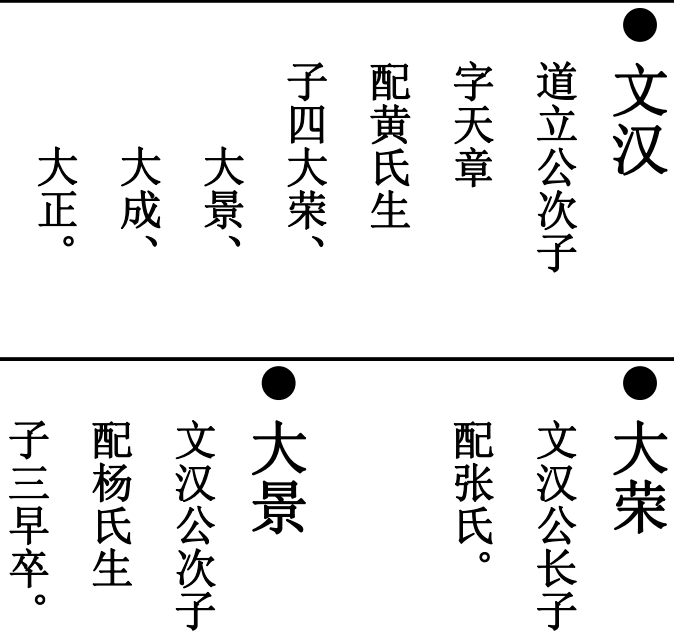 ● 文汉
道立公次子
字天章
配黄氏生
子四大荣、
大景、
大成、
大正。
● 大荣
文汉公长子
配张氏。
● 大景
文汉公次子
配杨氏生
子三早卒。